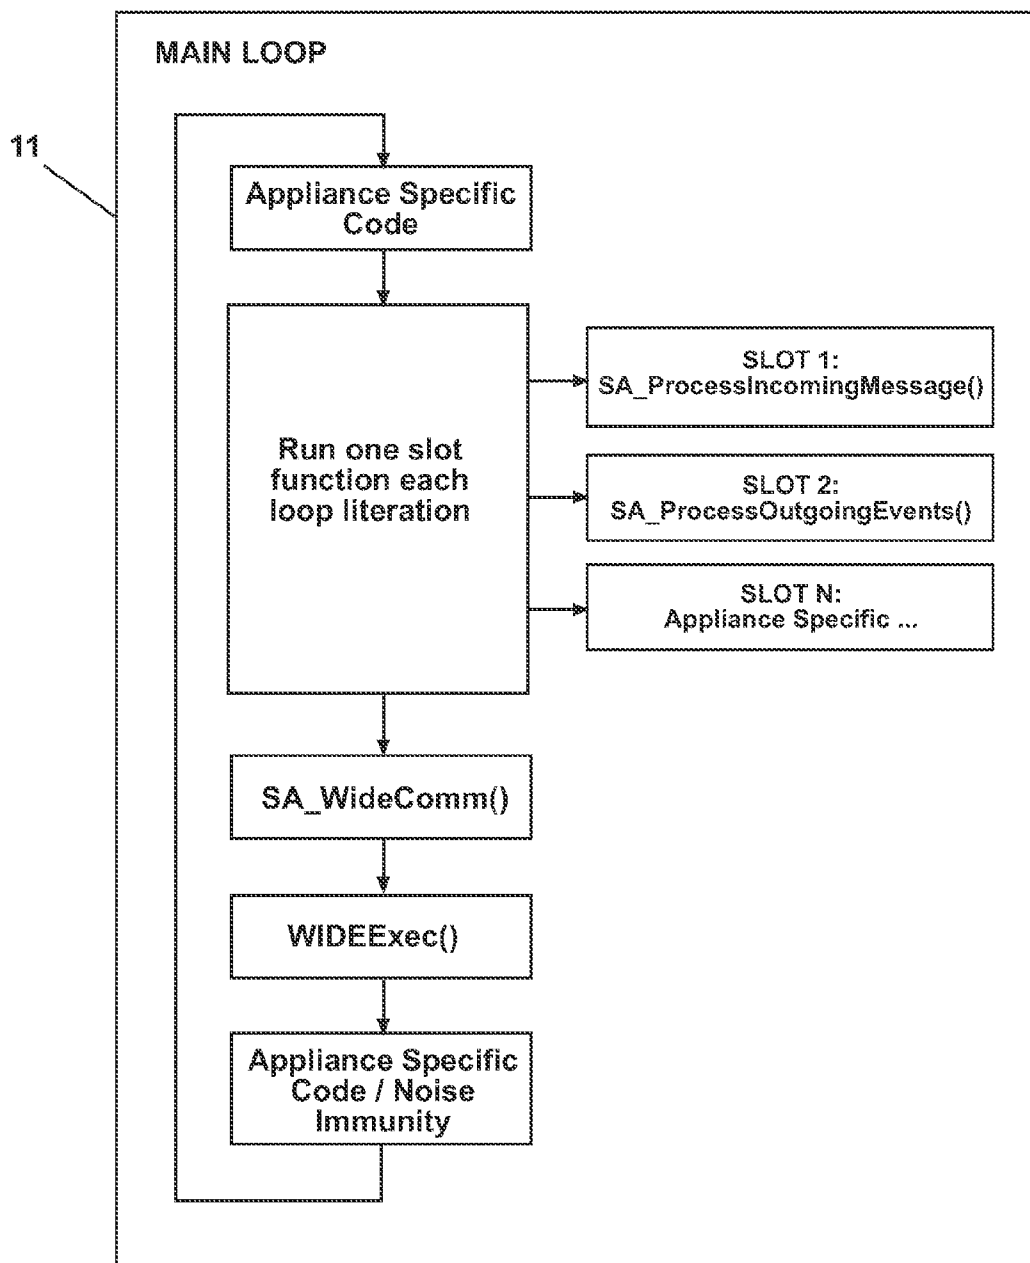 MAIN LOOP
11
Appliance Specific
Code
Run one slot
function each
loop literation
SLOT 1:
SA_ProcessIncomingMessage()
SLOT 2:
SA_ProcessOutgoingEvents()
SLOT N:
Appliance Specific ...
SA_WideComm()
WIDEExec()
Appliance Specific
Code / Noise
Immunity